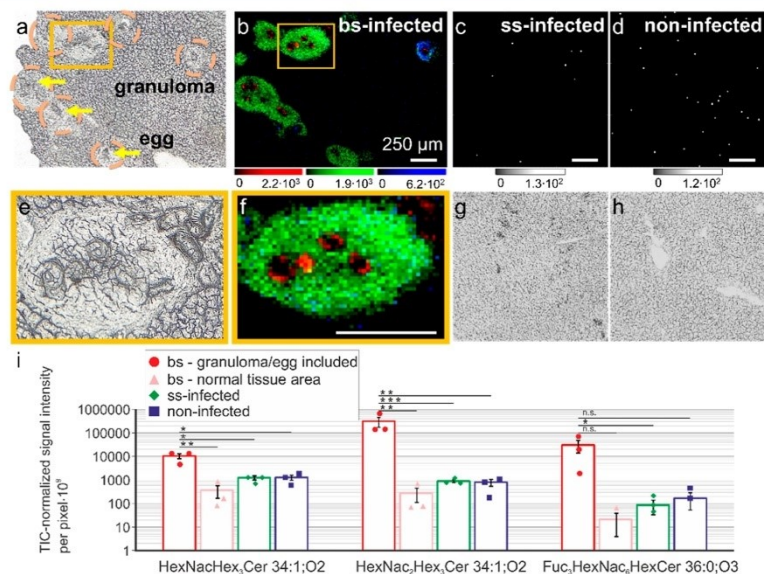 a
granuloma
egg
b
bs-infected
250 µm
c
ss-infected
d
non-infected
0 2.2·10³
0 1.9·10³
0 6.2·10²
0 1.3·10²
0 1.2·10²
e
f
g
h
i
bs - granuloma/egg included
bs - normal tissue area
ss-infected
non-infected
TIC-normalized signal intensity
per pixel·10⁹
1000000
100000
10000
1000
100
10
1
*
*
**
**
***
**
n.s.
*
n.s.
HexNacHex₃Cer 34:1;O2
HexNac₂Hex₃Cer 34:1;O2
Fuc₃HexNac₆HexCer 36:0;O3